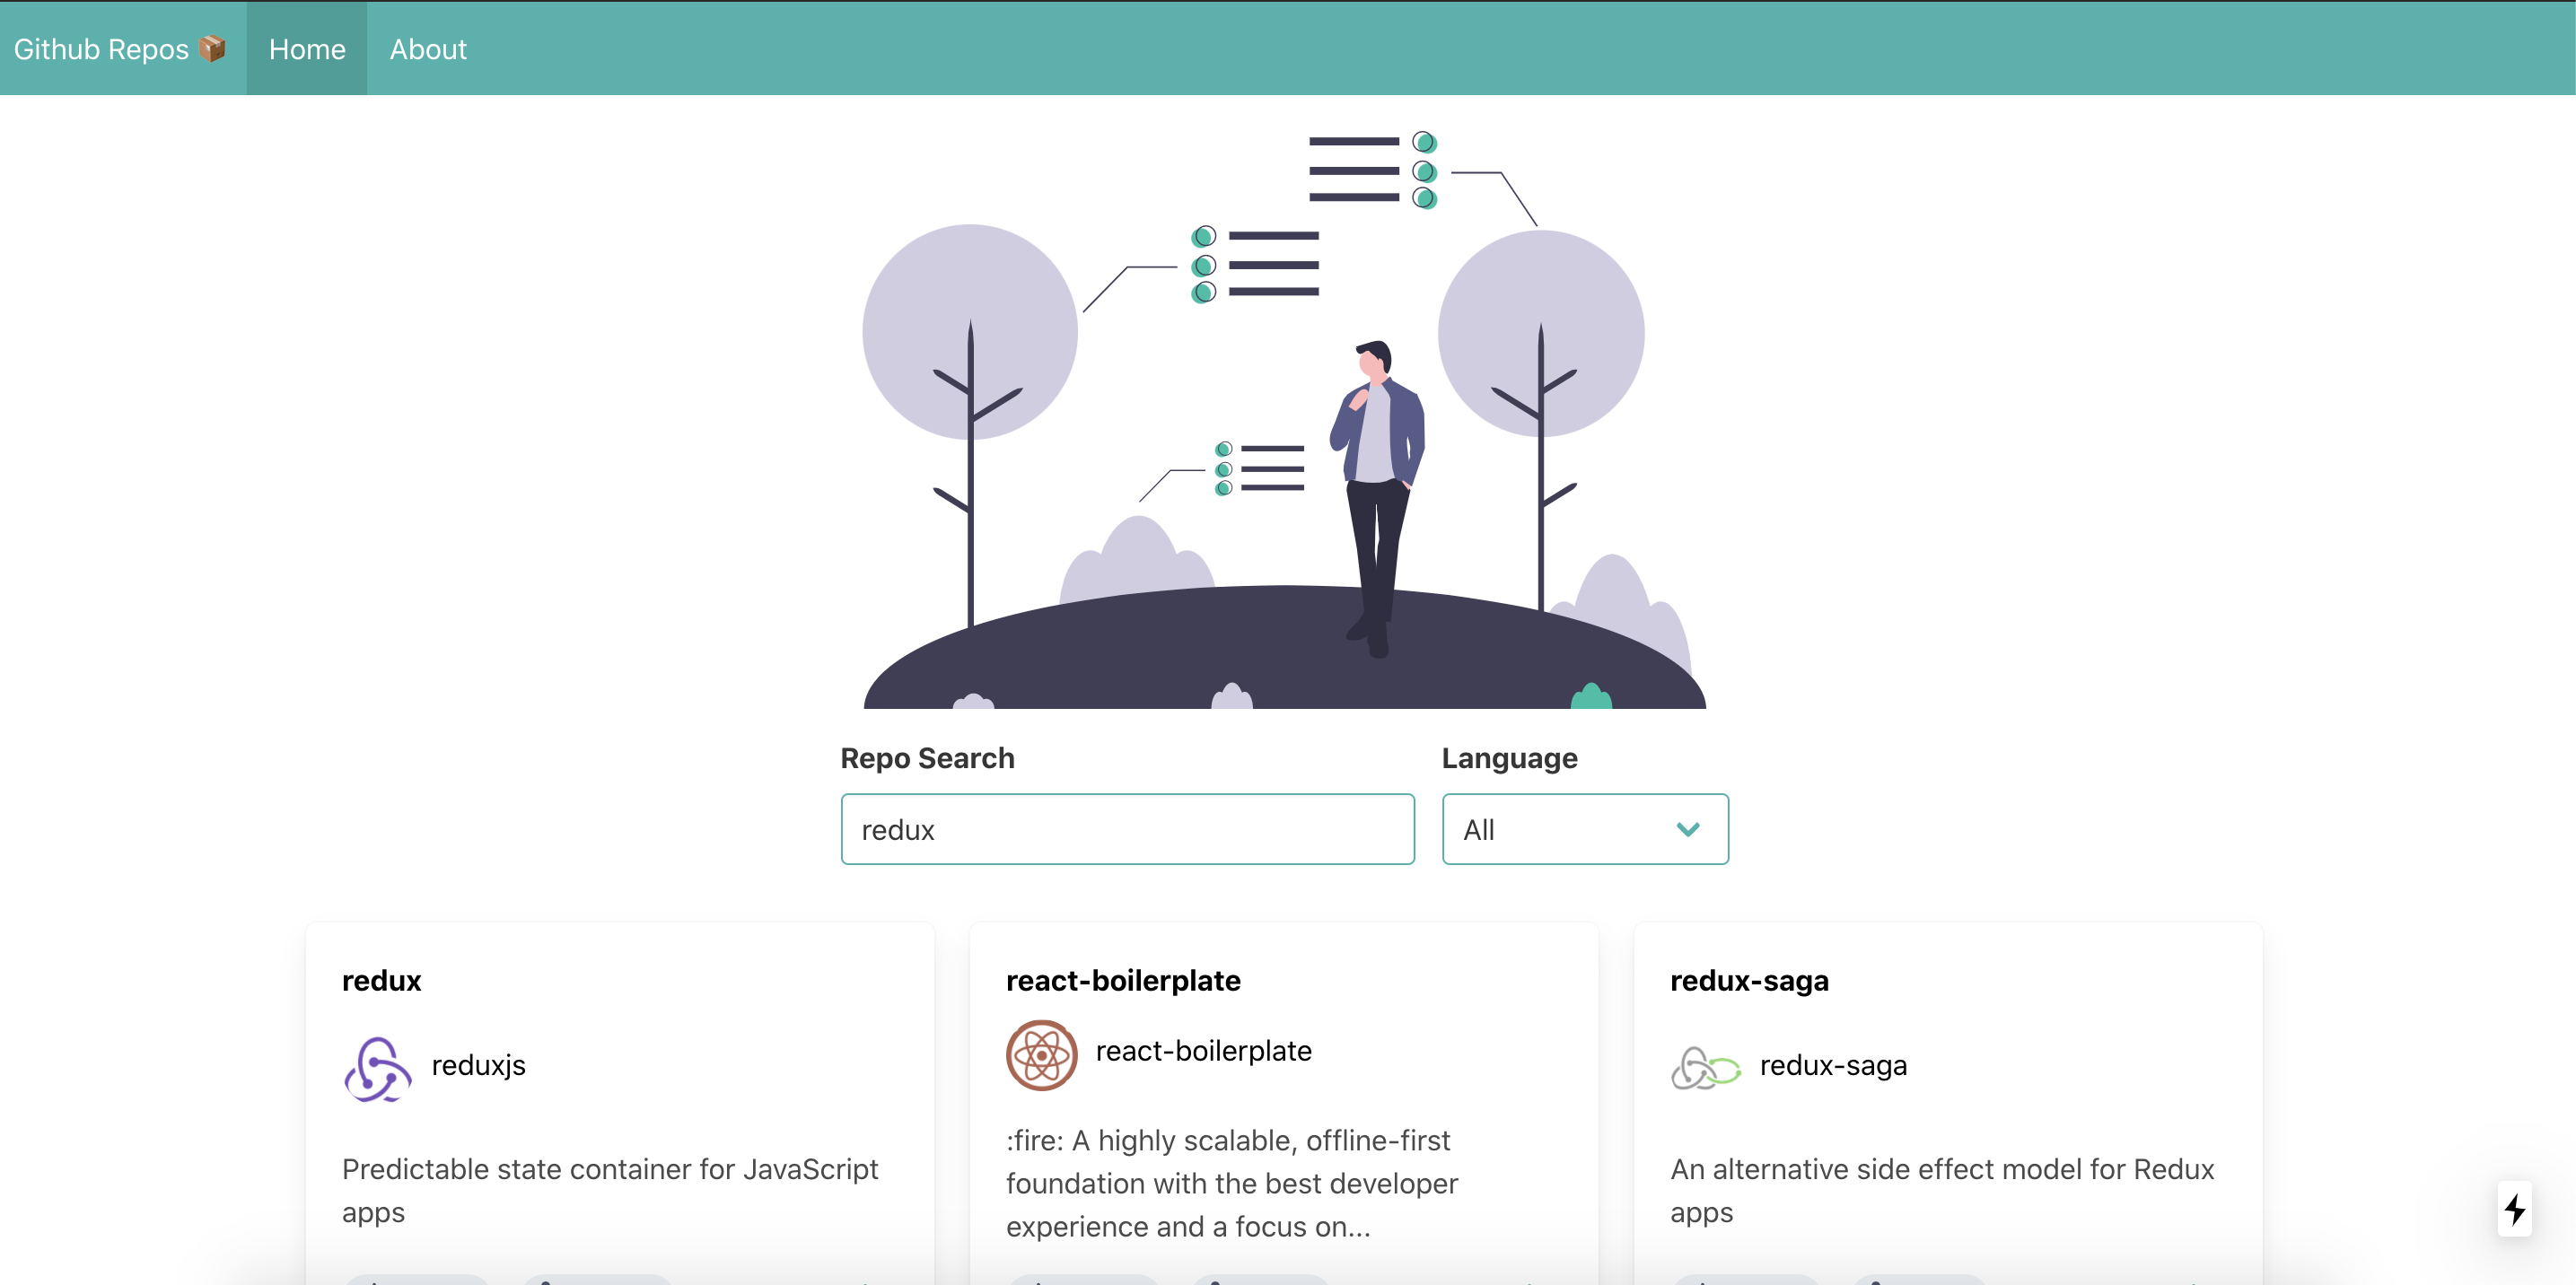 Github Repos 📦 Home About
Repo Search
Language
redux
All
redux
reduxjs
Predictable state container for JavaScript
apps
react-boilerplate
react-boilerplate
:fire: A highly scalable, offline-first
foundation with the best developer
experience and a focus on...
redux-saga
redux-saga
An alternative side effect model for Redux
apps